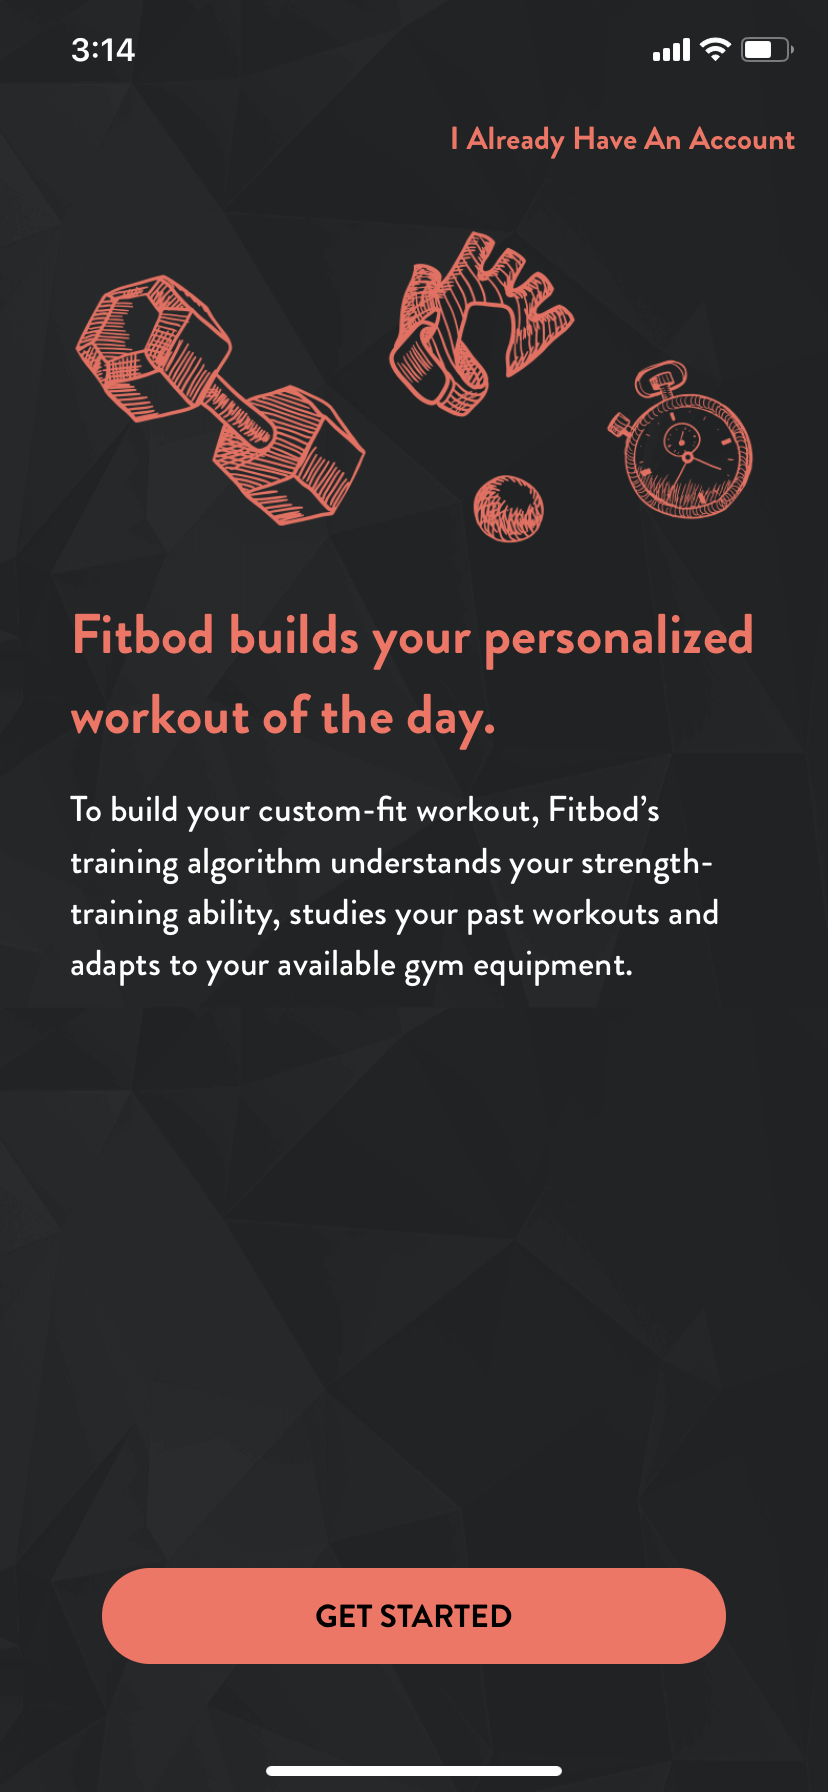 3:14
I Already Have An Account
Fitbod builds your personalized
workout of the day.
To build your custom-fit workout, Fitbod’s
training algorithm understands your strength-
training ability, studies your past workouts and
adapts to your available gym equipment.
GET STARTED